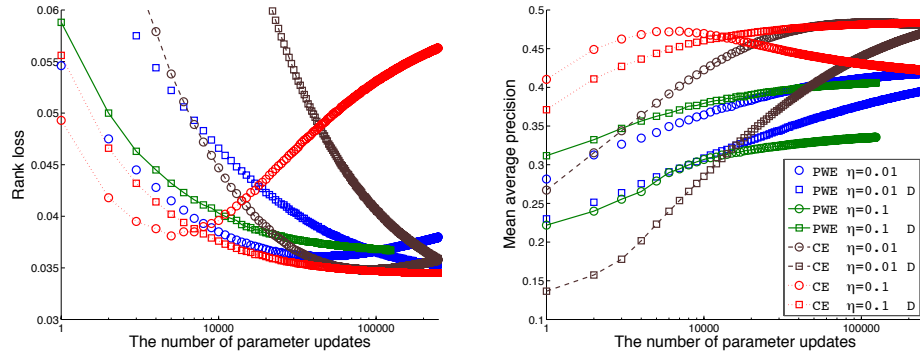 0.06
0.055
0.05
0.045
0.04
0.035
0.03
Rank loss
1
10000
100000
The number of parameter updates
0.5
0.45
0.4
0.35
0.3
0.25
0.2
0.15
0.1
Mean average precision
1
10000
100000
The number of parameter updates
PWE η=0.01
PWE η=0.01 D
PWE η=0.1
PWE η=0.1 D
CE η=0.01
CE η=0.01 D
CE η=0.1
CE η=0.1 D